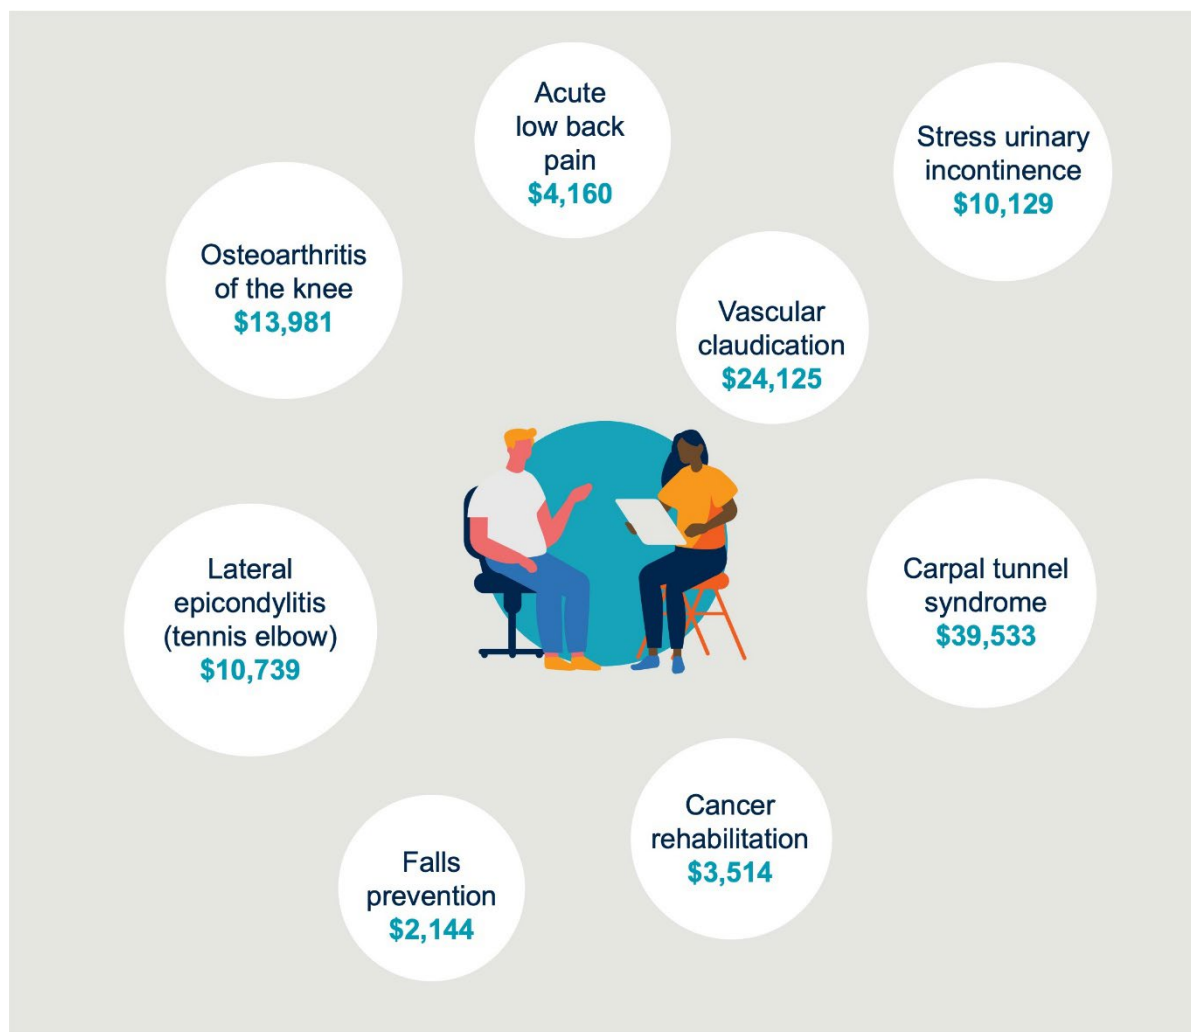 Acute
low back
pain
$4,160
Stress urinary
incontinence
$10,129
Osteoarthritis
of the knee
$13,981
Vascular
claudication
$24,125
Lateral
epicondylitis
(tennis elbow)
$10,739
Carpal tunnel
syndrome
$39,533
Cancer
rehabilitation
$3,514
Falls
prevention
$2,144